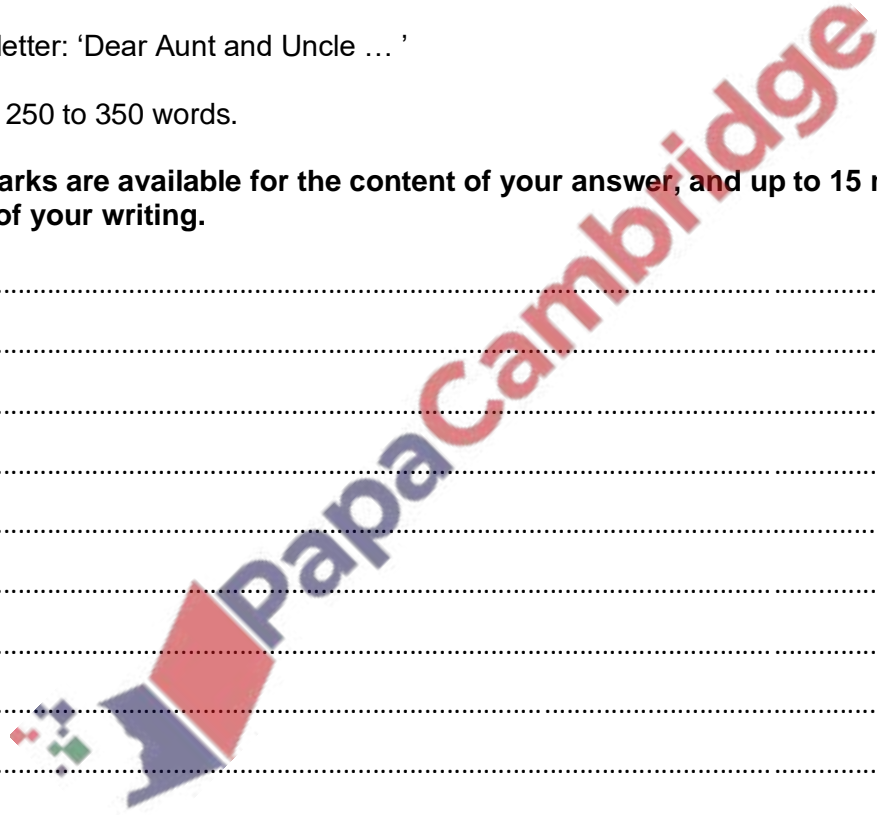 letter: ‘Dear Aunt and Uncle … ’
250 to 350 words.
arks are available for the content of your answer, and up to 15
of your writing.
PapaCambridge